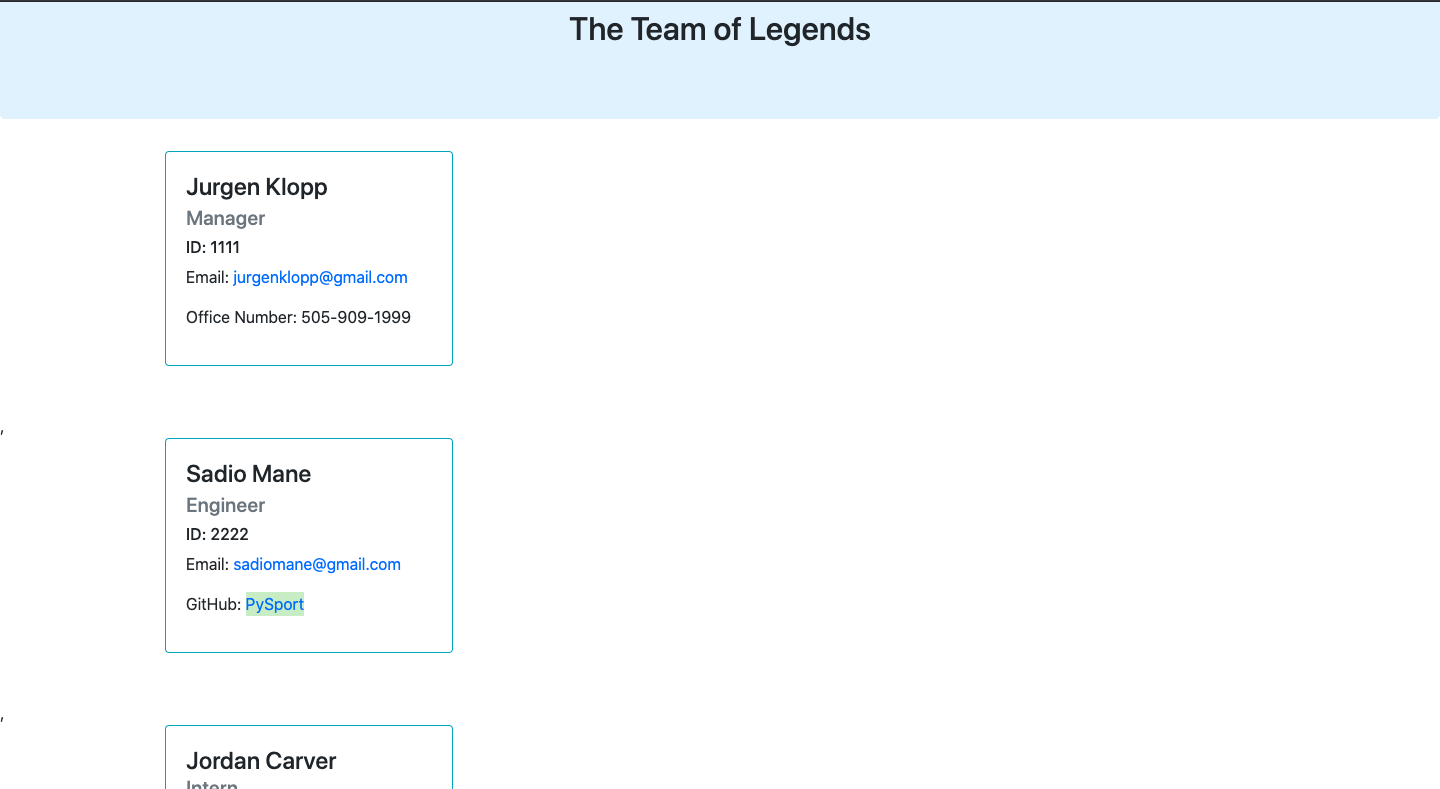 The Team of Legends
Jurgen Klopp
Manager
ID: 1111
Email: jurgenklopp@gmail.com
Office Number: 505-909-1999
,
Sadio Mane
Engineer
ID: 2222
Email: sadiomane@gmail.com
GitHub: PySport
,
Jordan Carver
Intern